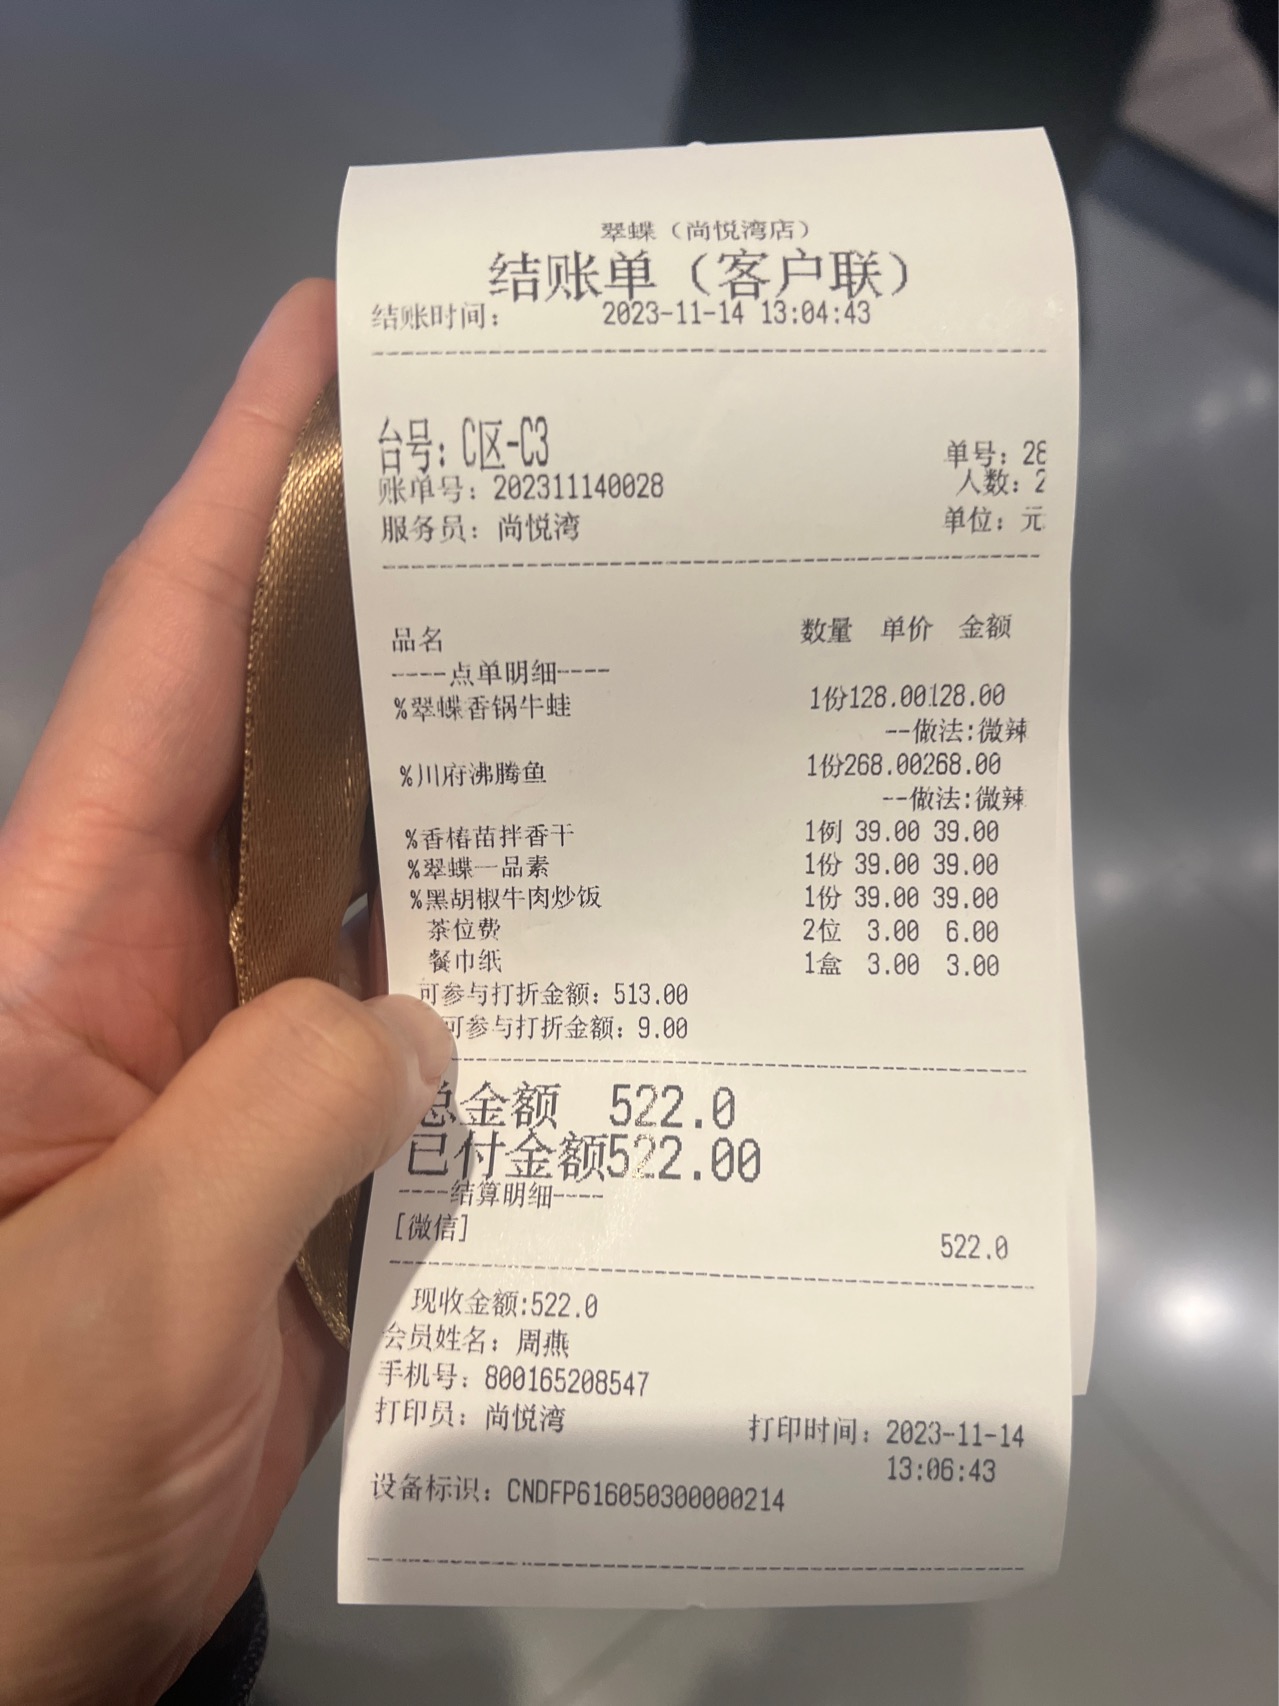 翠蝶（尚悦湾店）
结账单（客户联）
结账时间： 2023-11-14 13:04:43
台号：C区-C3
单号：28
账单号：202311140028
人数：2
服务员：尚悦湾
单位：元
品名 数量 单价 金额
----点单明细----
%翠蝶香锅牛蛙 1份128.00128.00
--做法:微辣
%川府沸腾鱼 1份268.00268.00
--做法:微辣
%香椿苗拌香干 1例 39.00 39.00
%翠蝶一品素 1份 39.00 39.00
%黑胡椒牛肉炒饭 1份 39.00 39.00
茶位费 2位 3.00 6.00
餐巾纸 1盒 3.00 3.00
可参与打折金额：513.00
可参与打折金额：9.00
总金额 522.0
已付金额522.00
----结算明细----
[微信] 522.0
现收金额:522.0
会员姓名：周燕
手机号：800165208547
打印员：尚悦湾 打印时间：2023-11-14
13:06:43
设备标识：CNDFP616050300000214